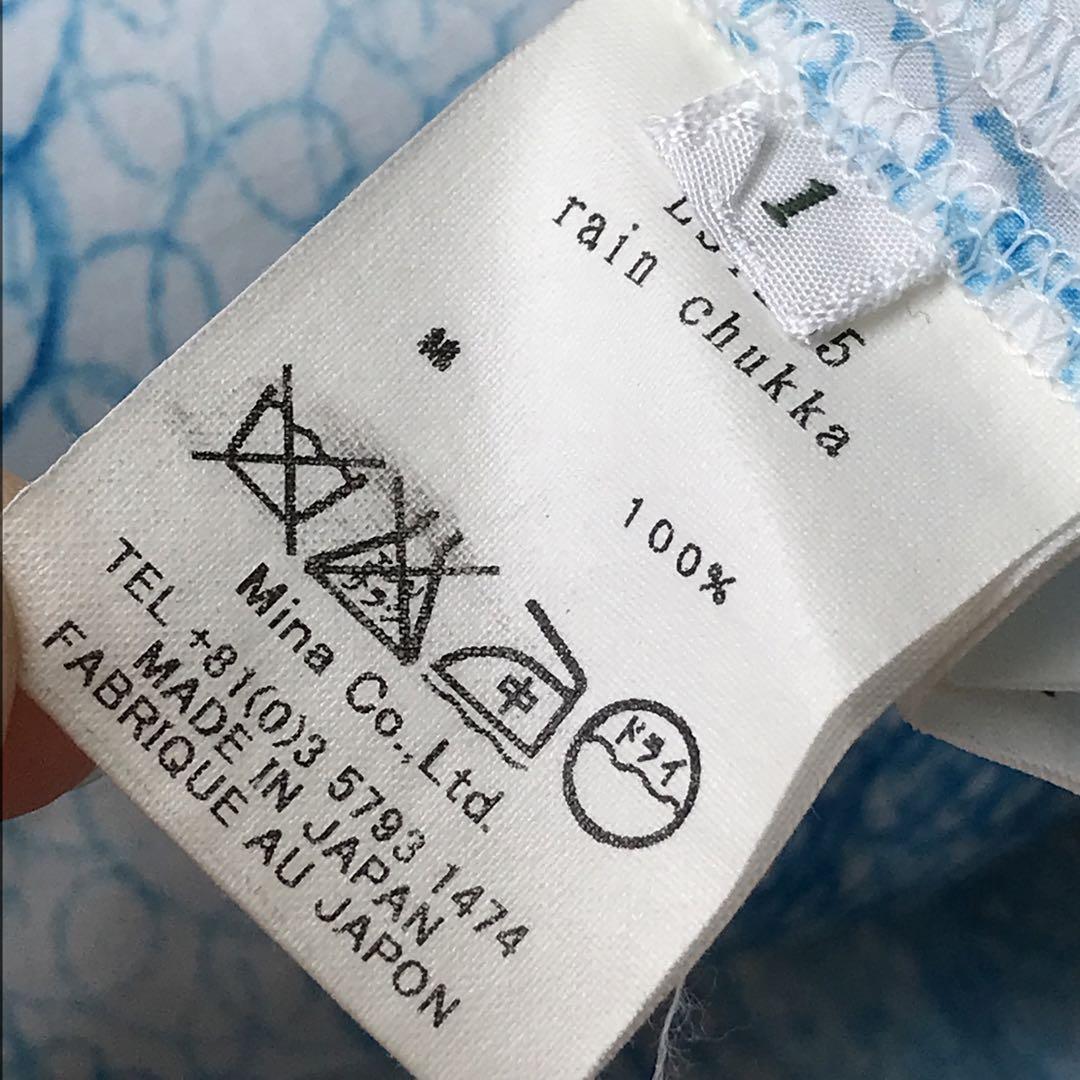 1
rain chukka
綿
100%
中
ドライ
Mina Co., Ltd.
TEL +81(0)3 5793 1474
MADE IN JAPAN
FABRIQUE AU JAPON